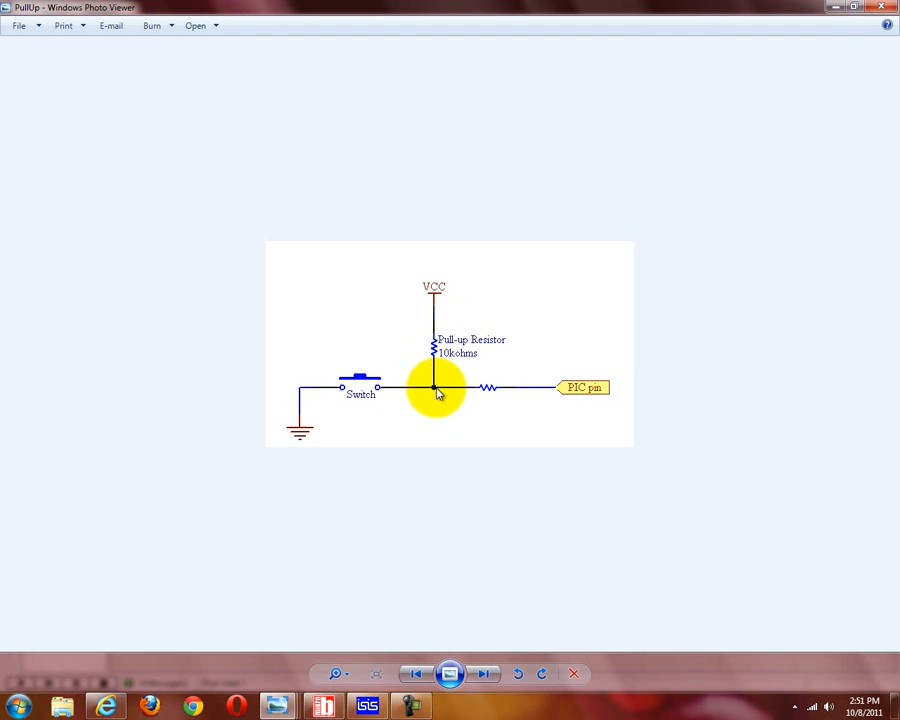 PullUp - Windows Photo Viewer
File Print E-mail Burn Open
VCC
Pull-up Resistor
10kohms
Switch
PIC pin
2:51 PM
10/8/2011